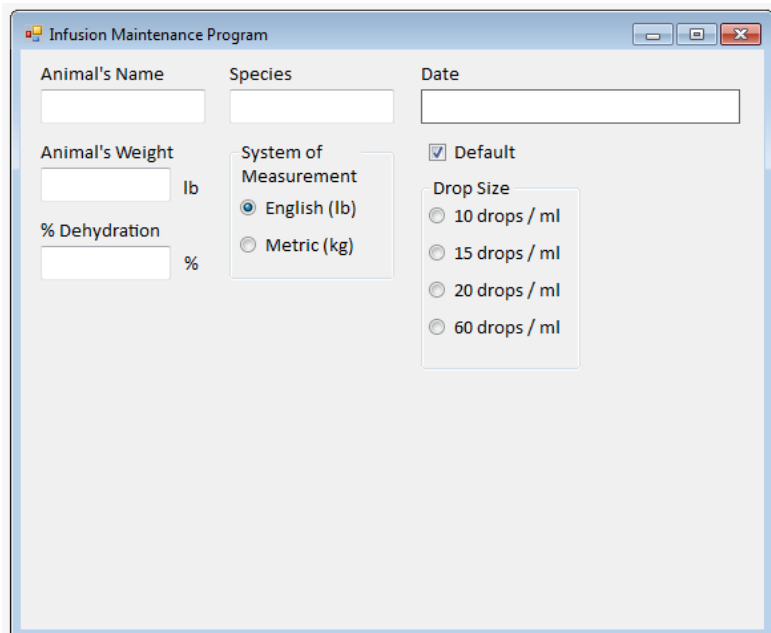 Infusion Maintenance Program
Animal's Name
Species
Date
Animal's Weight
lb
System of
Measurement
English (lb)
Metric (kg)
Default
% Dehydration
%
Drop Size
10 drops / ml
15 drops / ml
20 drops / ml
60 drops / ml